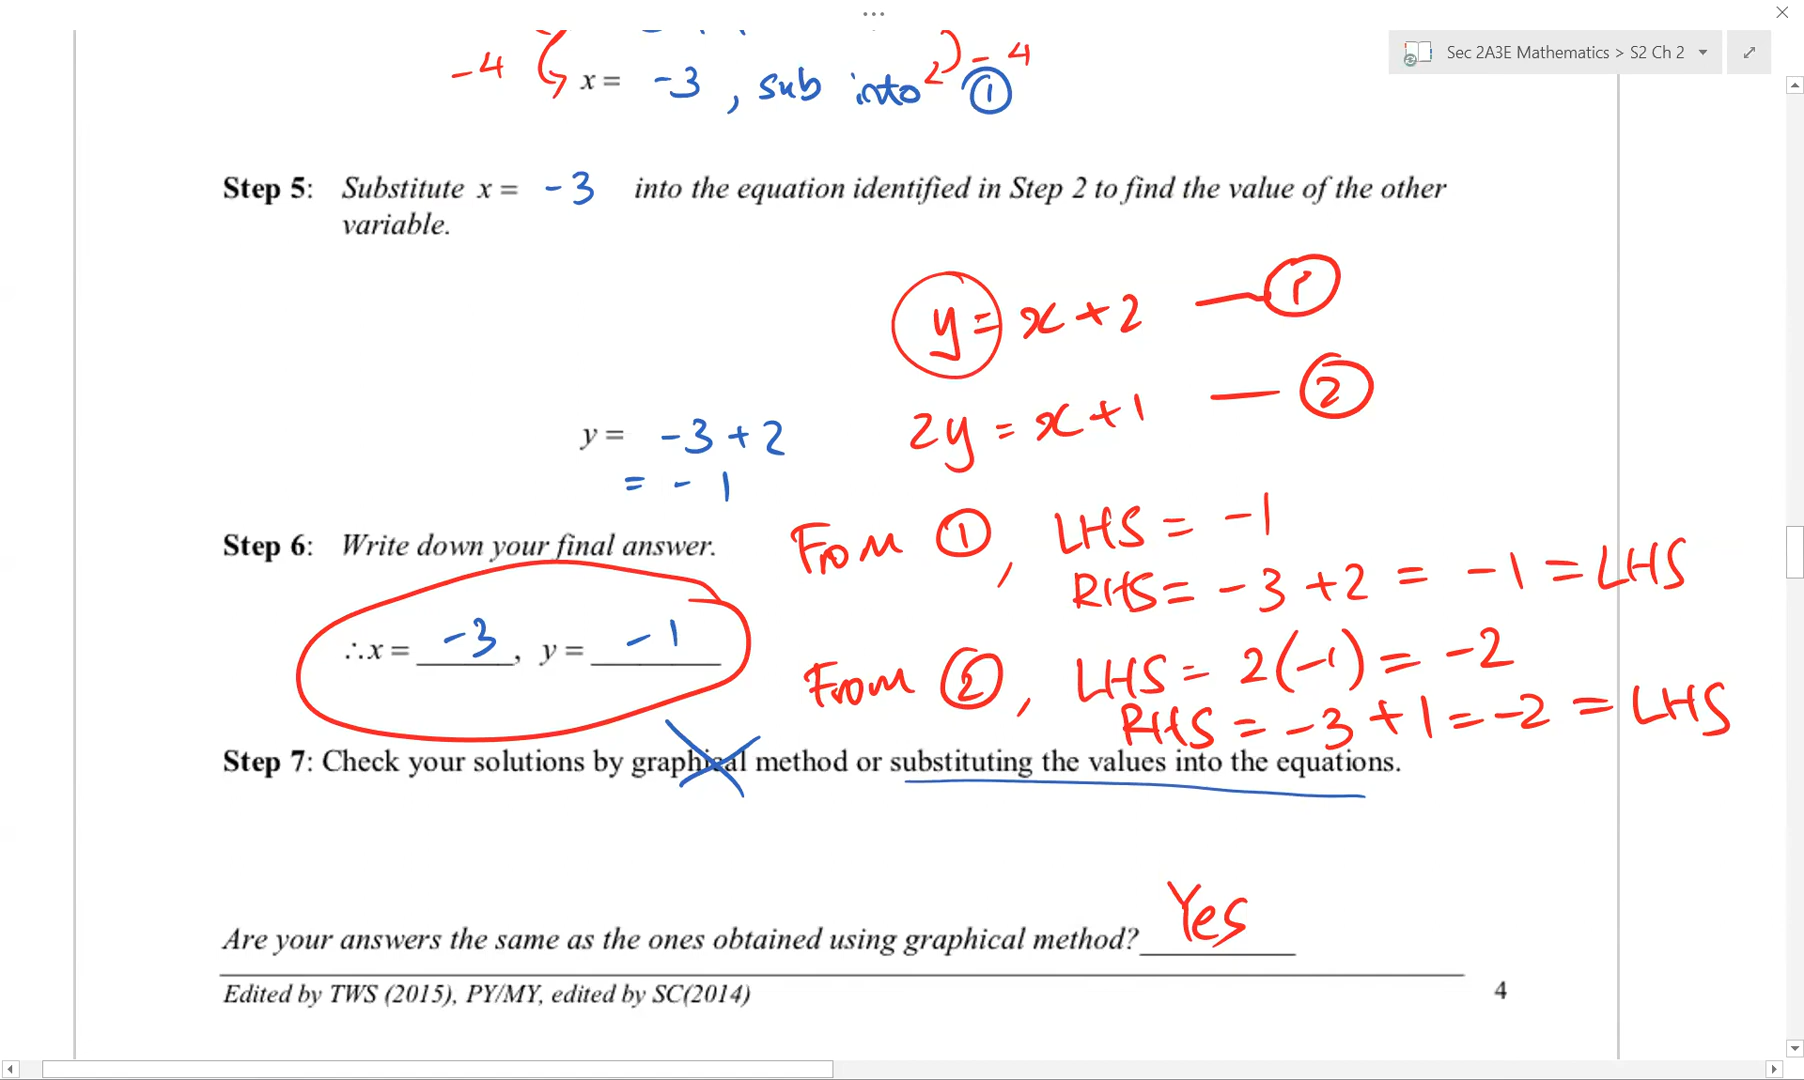 Sec 2A3E Mathematics > S2 Ch 2
-4 x = -3 , sub into ① 2 - 4
Step 5: Substitute x = -3 into the equation identified in Step 2 to find the value of the other
variable.
y = x + 2 — ①
2y = x + 1 — ②
y = -3 + 2
= -1
From ①, LHS = -1
RHS = -3 + 2 = -1 = LHS
Step 6: Write down your final answer.
∴ x = -3, y = -1
From ②, LHS = 2(-1) = -2
RHS = -3 + 1 = -2 = LHS
Step 7: Check your solutions by graphical method or substituting the values into the equations.
Are your answers the same as the ones obtained using graphical method? Yes
Edited by TWS (2015), PY/MY, edited by SC(2014)
4